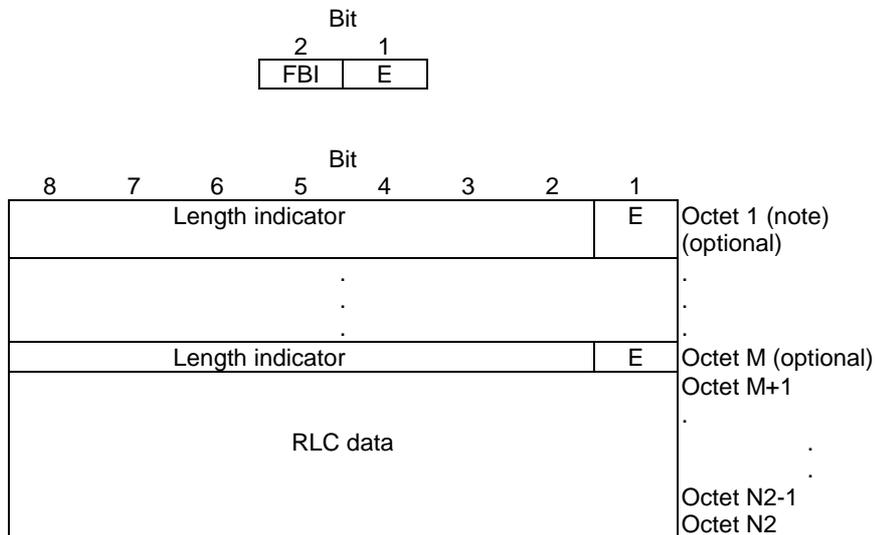 Bit
2 1
FBI E
Bit
8 7 6 5 4 3 2 1
Length indicator E Octet 1 (note)
(optional)
. .
. .
. .
Length indicator E Octet M (optional)
Octet M+1
.
RLC data .
.
Octet N2-1
Octet N2